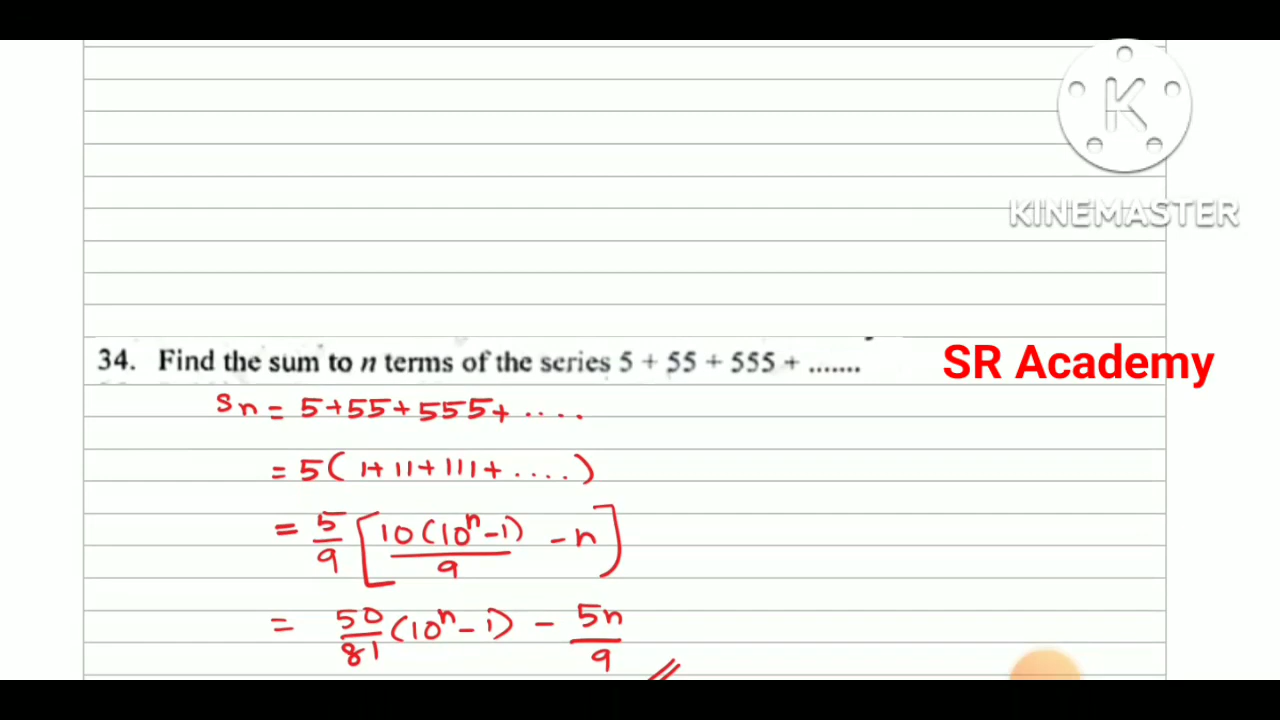 KINEMASTER
34. Find the sum to n terms of the series 5 + 55 + 555 + .......
SR Academy
Sn = 5+55+555+ ....
= 5(1+11+111+ ....)
= 5/9 [10(10^n-1)/9 - n]
= 50/81 (10^n-1) - 5n/9